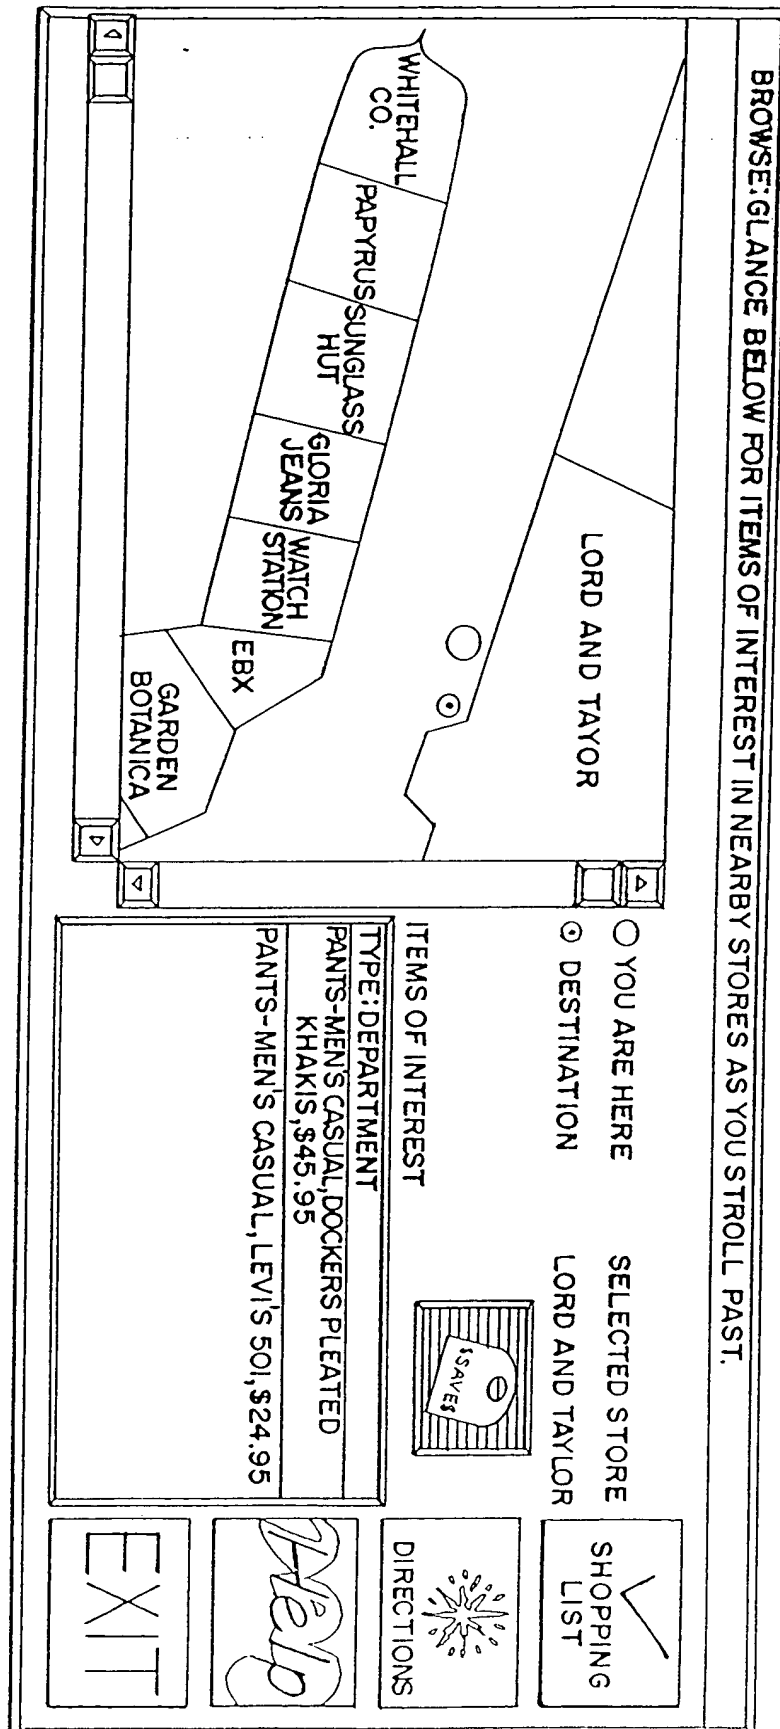 BROWSE: GLANCE BELOW FOR ITEMS OF INTEREST IN NEARBY STORES AS YOU STROLL PAST.
WHITEHALL
CO.
PAPYRUS
SUNGLASS
HUT
GLORIA
JEANS
WATCH
STATION
EBX
GARDEN
BOTANICA
LORD AND TAYOR
YOU ARE HERE
DESTINATION
SELECTED STORE
LORD AND TAYLOR
ITEMS OF INTEREST
$SAVE$
TYPE: DEPARTMENT
PANTS-MEN'S CASUAL, DOCKERS PLEATED
KHAKIS, $45.95
PANTS-MEN'S CASUAL, LEVI'S 501, $24.95
SHOPPING
LIST
DIRECTIONS
Help
EXIT